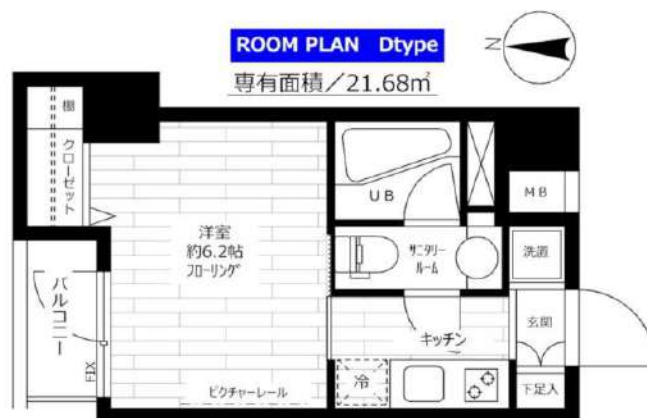 ROOM PLAN Dtype
専有面積／21.68㎡
N
棚
クローゼット
UB
MB
洋室
約6.2帖
フローリング
サニタリー
ルーム
洗置
バルコニー
FIX
キッチン
玄関
冷
ピクチャーレール
下足入